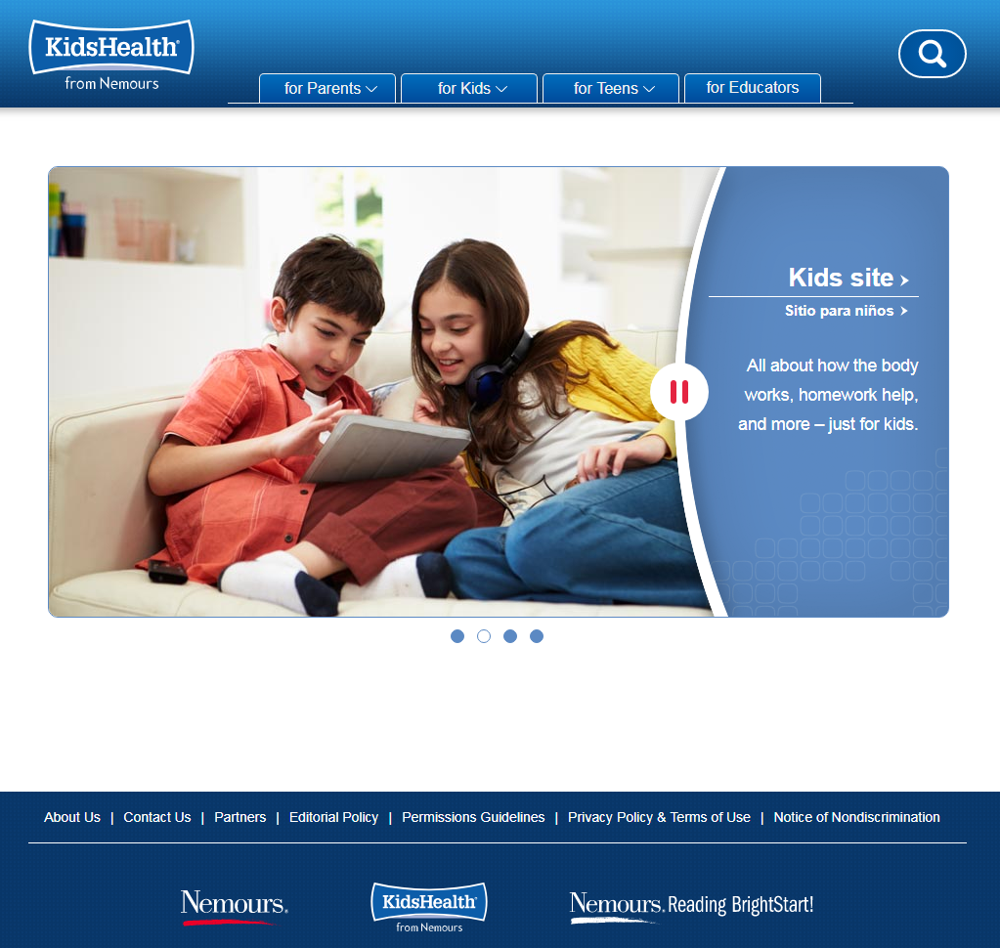 KidsHealth®
from Nemours
for Parents
for Kids
for Teens
for Educators
Kids site
Sitio para niños
All about how the body
works, homework help,
and more – just for kids.
About Us | Contact Us | Partners | Editorial Policy | Permissions Guidelines | Privacy Policy & Terms of Use | Notice of Nondiscrimination
Nemours®
KidsHealth®
from Nemours
Nemours. Reading BrightStart!